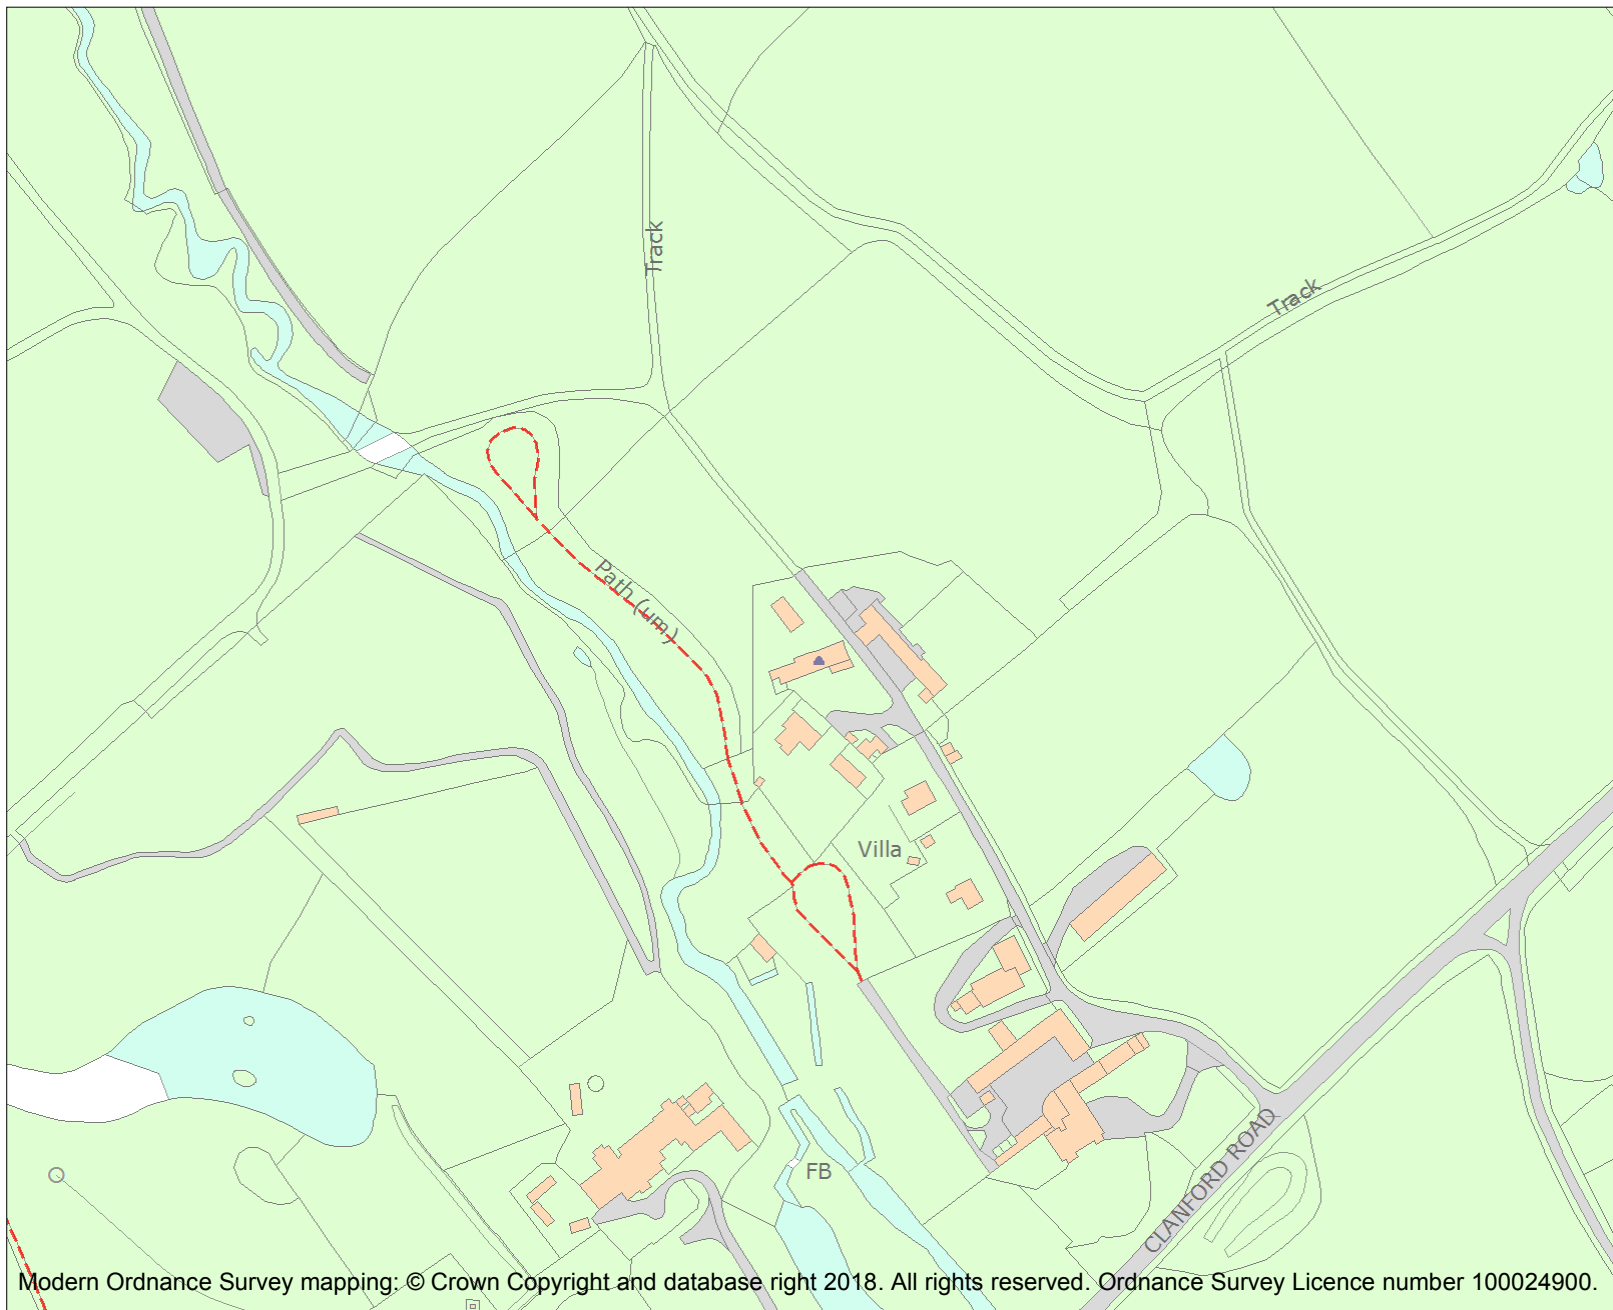 Track
Track
Path (um)
Villa
FB
CLANFORD ROAD
Modern Ordnance Survey mapping: © Crown Copyright and database right 2018. All rights reserved. Ordnance Survey Licence number 100024900.